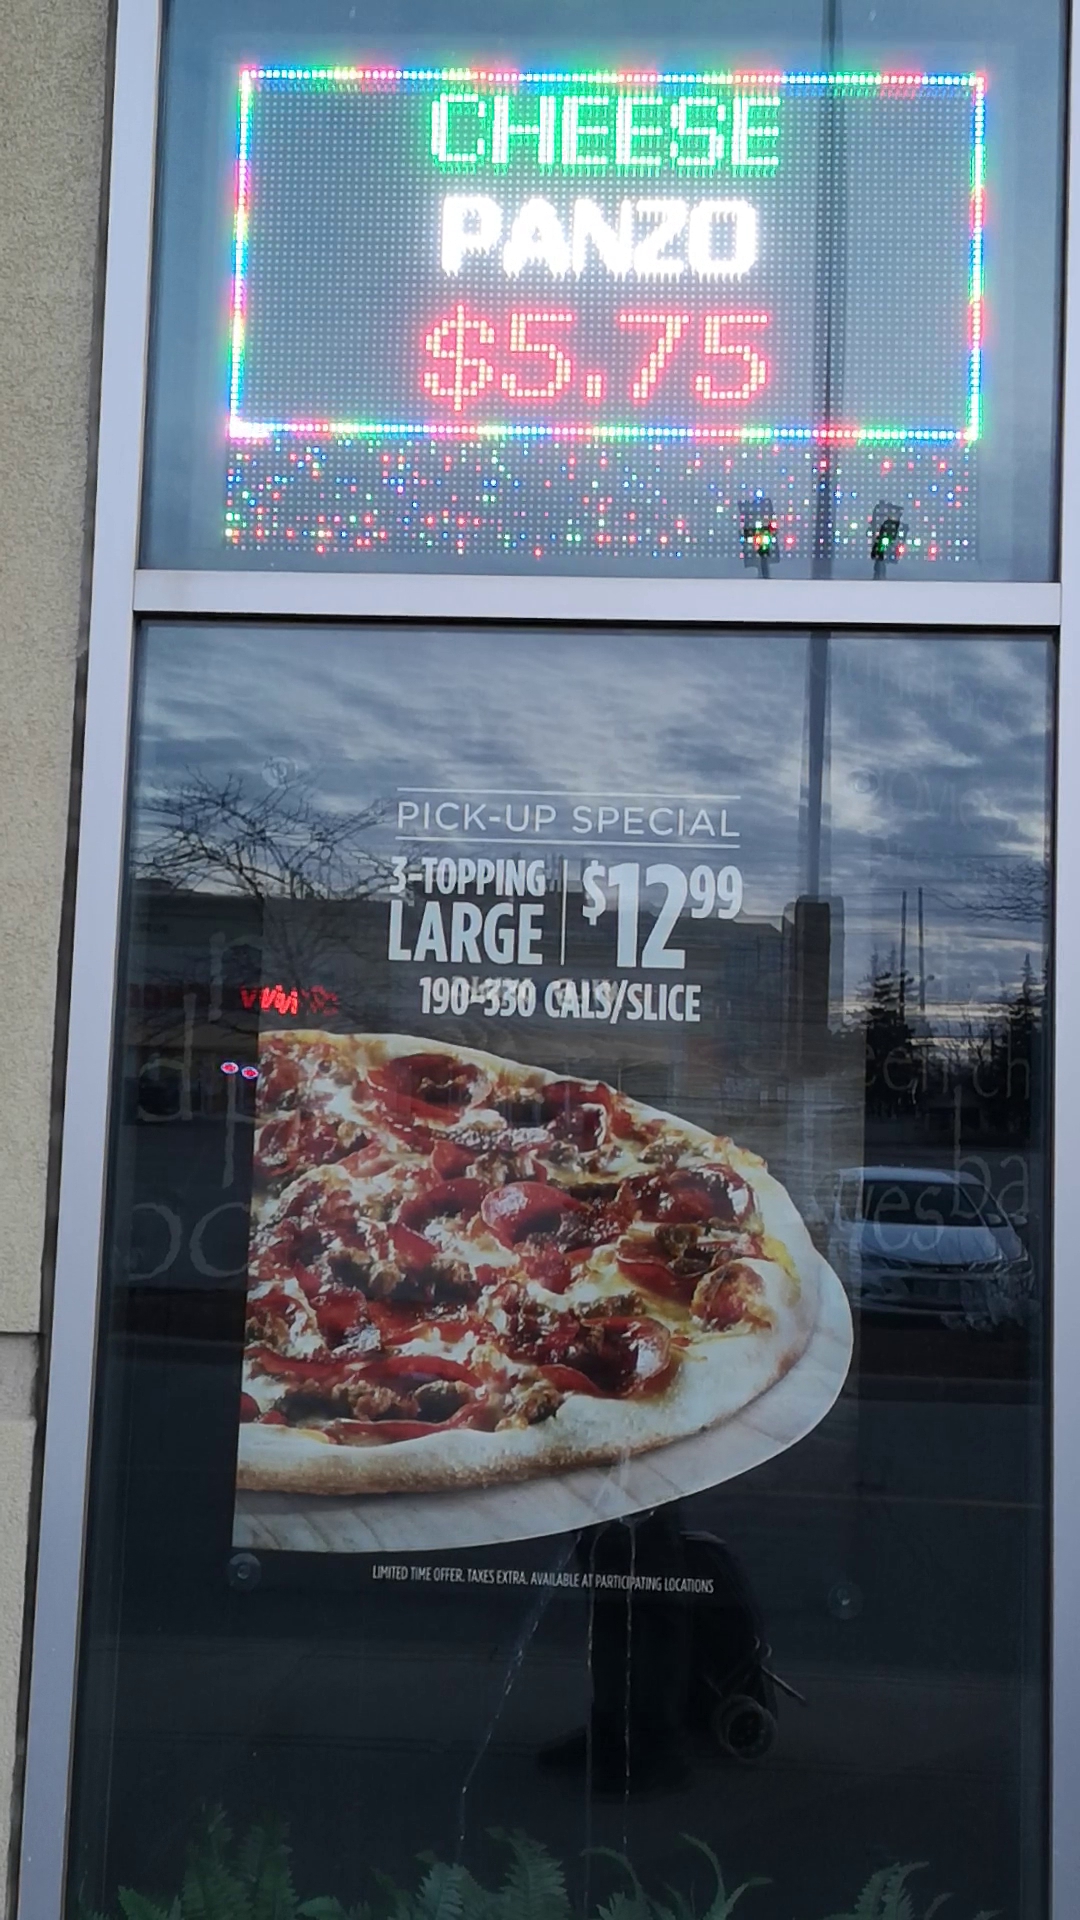 CHEESE
PANZO
$5.75
PICK-UP SPECIAL
3-TOPPING
LARGE
$12.99
190-330 CALS/SLICE
LIMITED TIME OFFER. TAXES EXTRA. AVAILABLE AT PARTICIPATING LOCATIONS